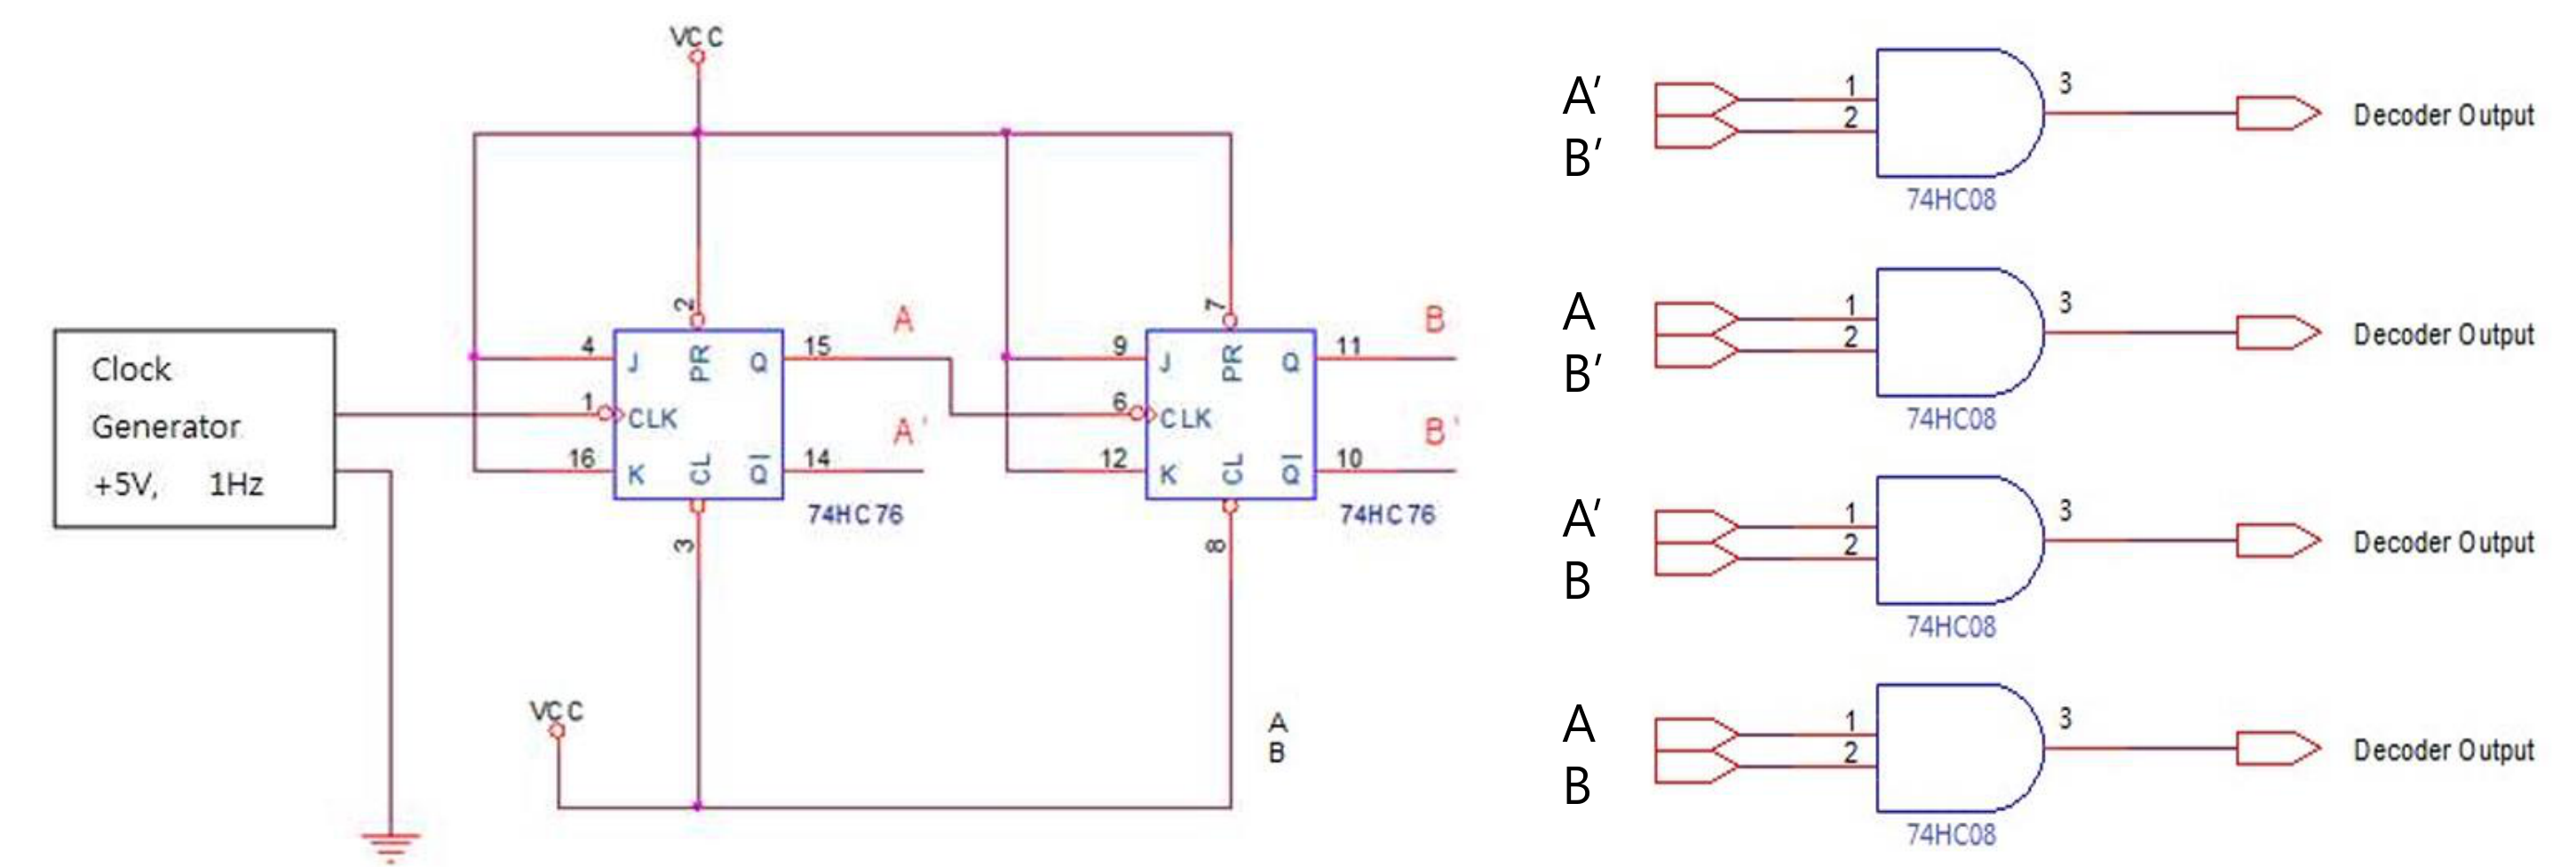 VCC
Clock
Generator
+5V, 1Hz
4
1
16
2
J
PR
Q
CLK
K
CL
Q
3
15
A
14
A'
74HC76
9
6
12
7
J
PR
Q
CLK
K
CL
Q
8
11
B
10
B'
74HC76
VCC
A
B
A'
B'
1
2
3
74HC08
Decoder Output
A
B'
1
2
3
74HC08
Decoder Output
A'
B
1
2
3
74HC08
Decoder Output
A
B
1
2
3
74HC08
Decoder Output